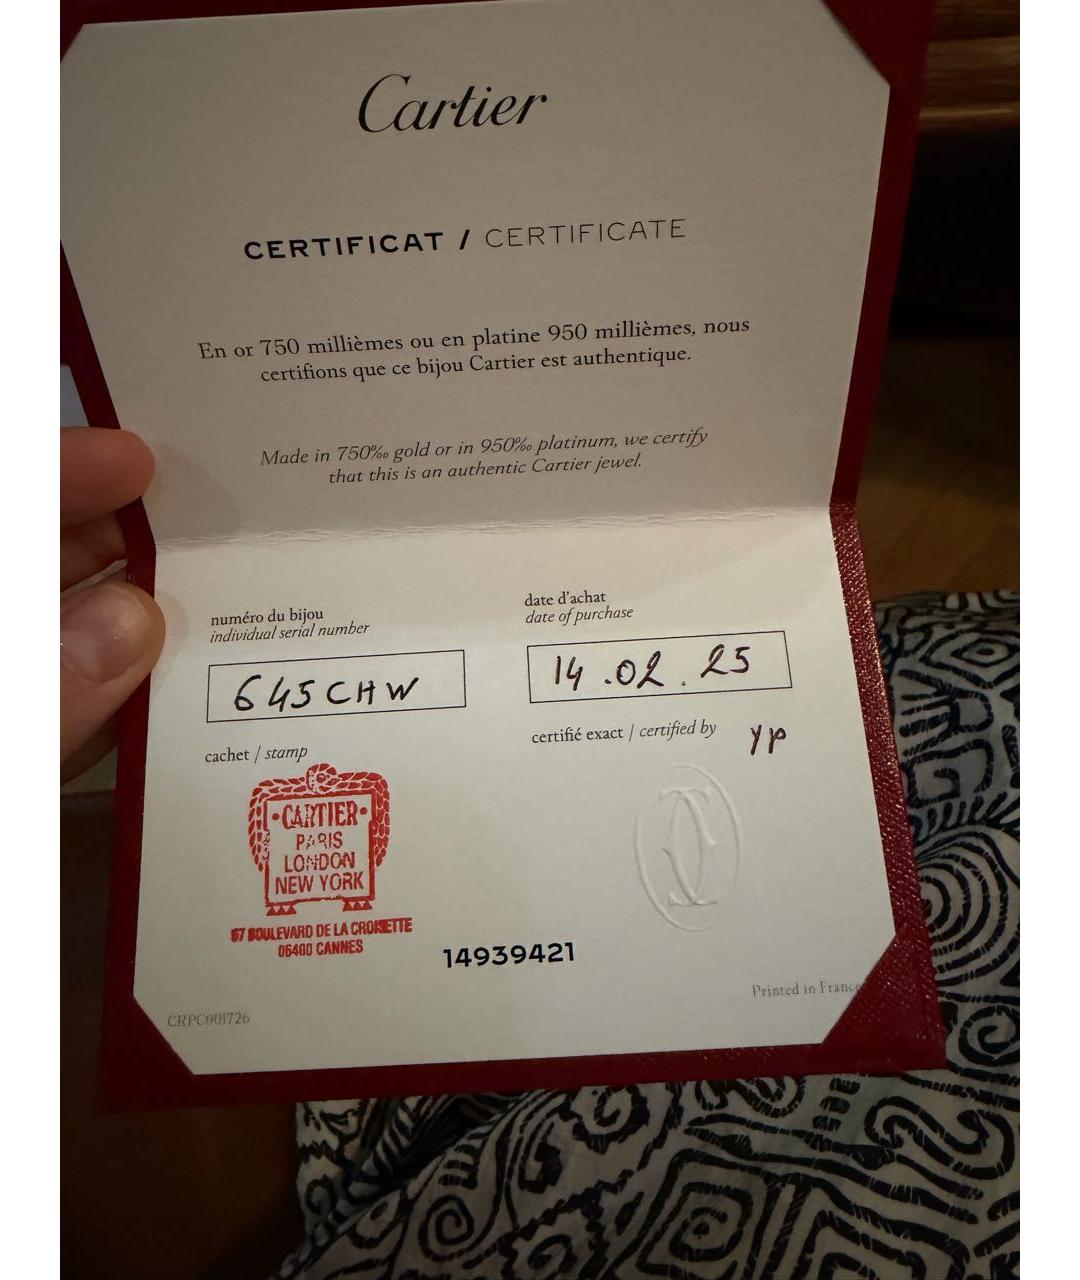 Cartier
CERTIFICAT / CERTIFICATE
En or 750 millièmes ou en platine 950 millièmes, nous
certifions que ce bijou Cartier est authentique.
Made in 750‰ gold or in 950‰ platinum, we certify
that this is an authentic Cartier jewel.
numéro du bijou
individual serial number
645CHW
date d'achat
date of purchase
14.02.25
cachet / stamp
certifié exact / certified by
YP
CARTIER
PARIS
LONDON
NEW YORK
57 BOULEVARD DE LA CROISETTE
06400 CANNES
14939421
CRPC001726
Printed in France